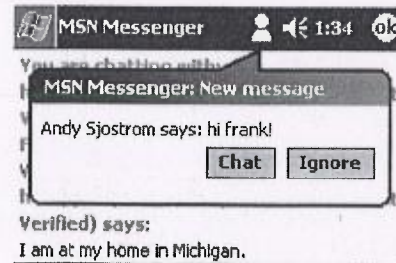 MSN Messenger 1:34 ok
You are chatting with
MSN Messenger: New message
Andy Sjostrom says: hi frank!
Chat Ignore
Verified) says:
I am at my home in Michigan.